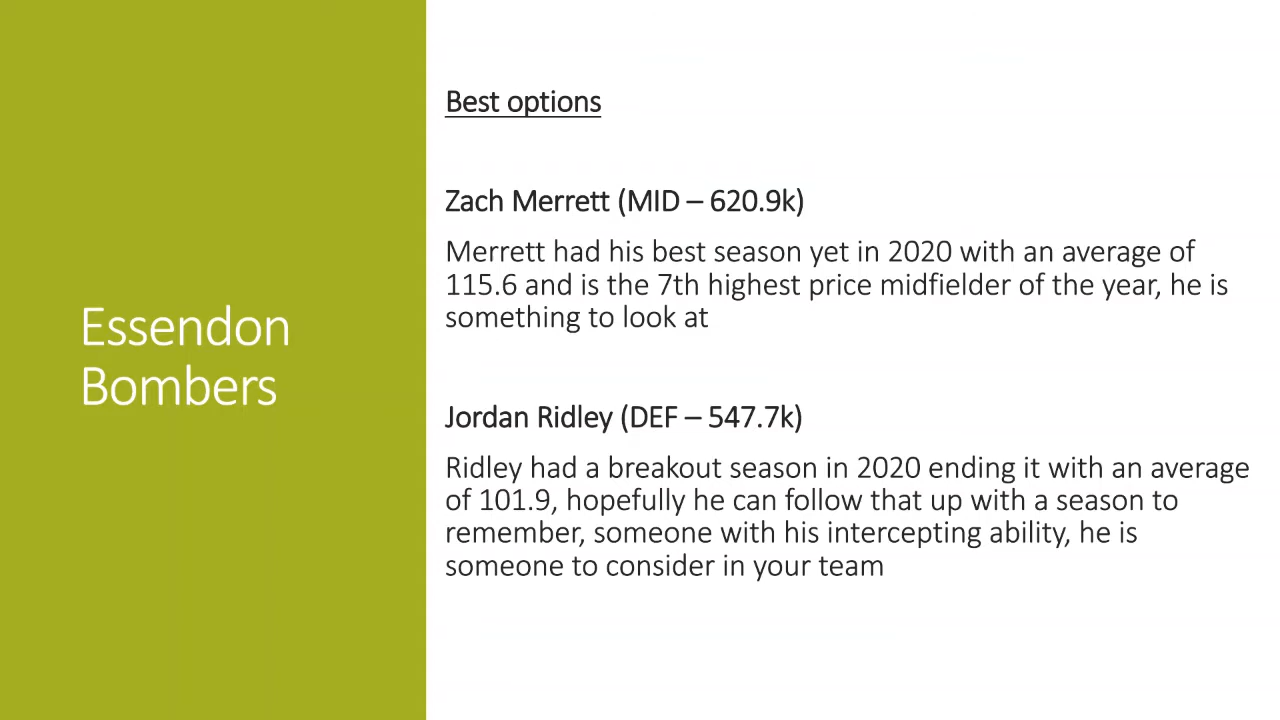 Essendon
Bombers
Best options
Zach Merrett (MID – 620.9k)
Merrett had his best season yet in 2020 with an average of
115.6 and is the 7th highest price midfielder of the year, he is
something to look at
Jordan Ridley (DEF – 547.7k)
Ridley had a breakout season in 2020 ending it with an average
of 101.9, hopefully he can follow that up with a season to
remember, someone with his intercepting ability, he is
someone to consider in your team